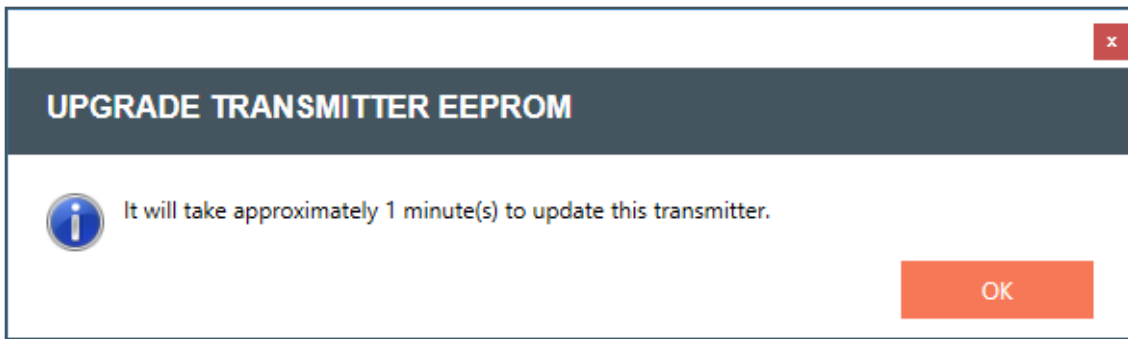 x
UPGRADE TRANSMITTER EEPROM
It will take approximately 1 minute(s) to update this transmitter.
OK